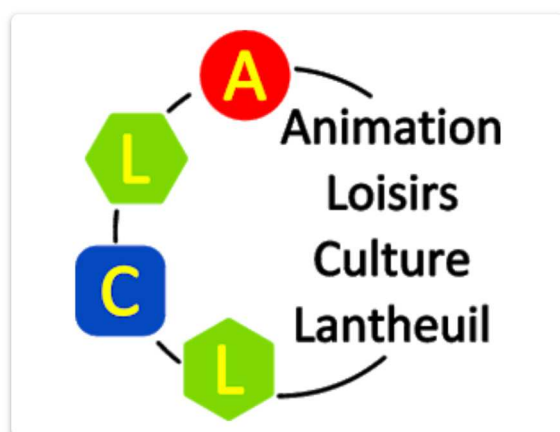 A
L
C
L
Animation
Loisirs
Culture
Lantheuil